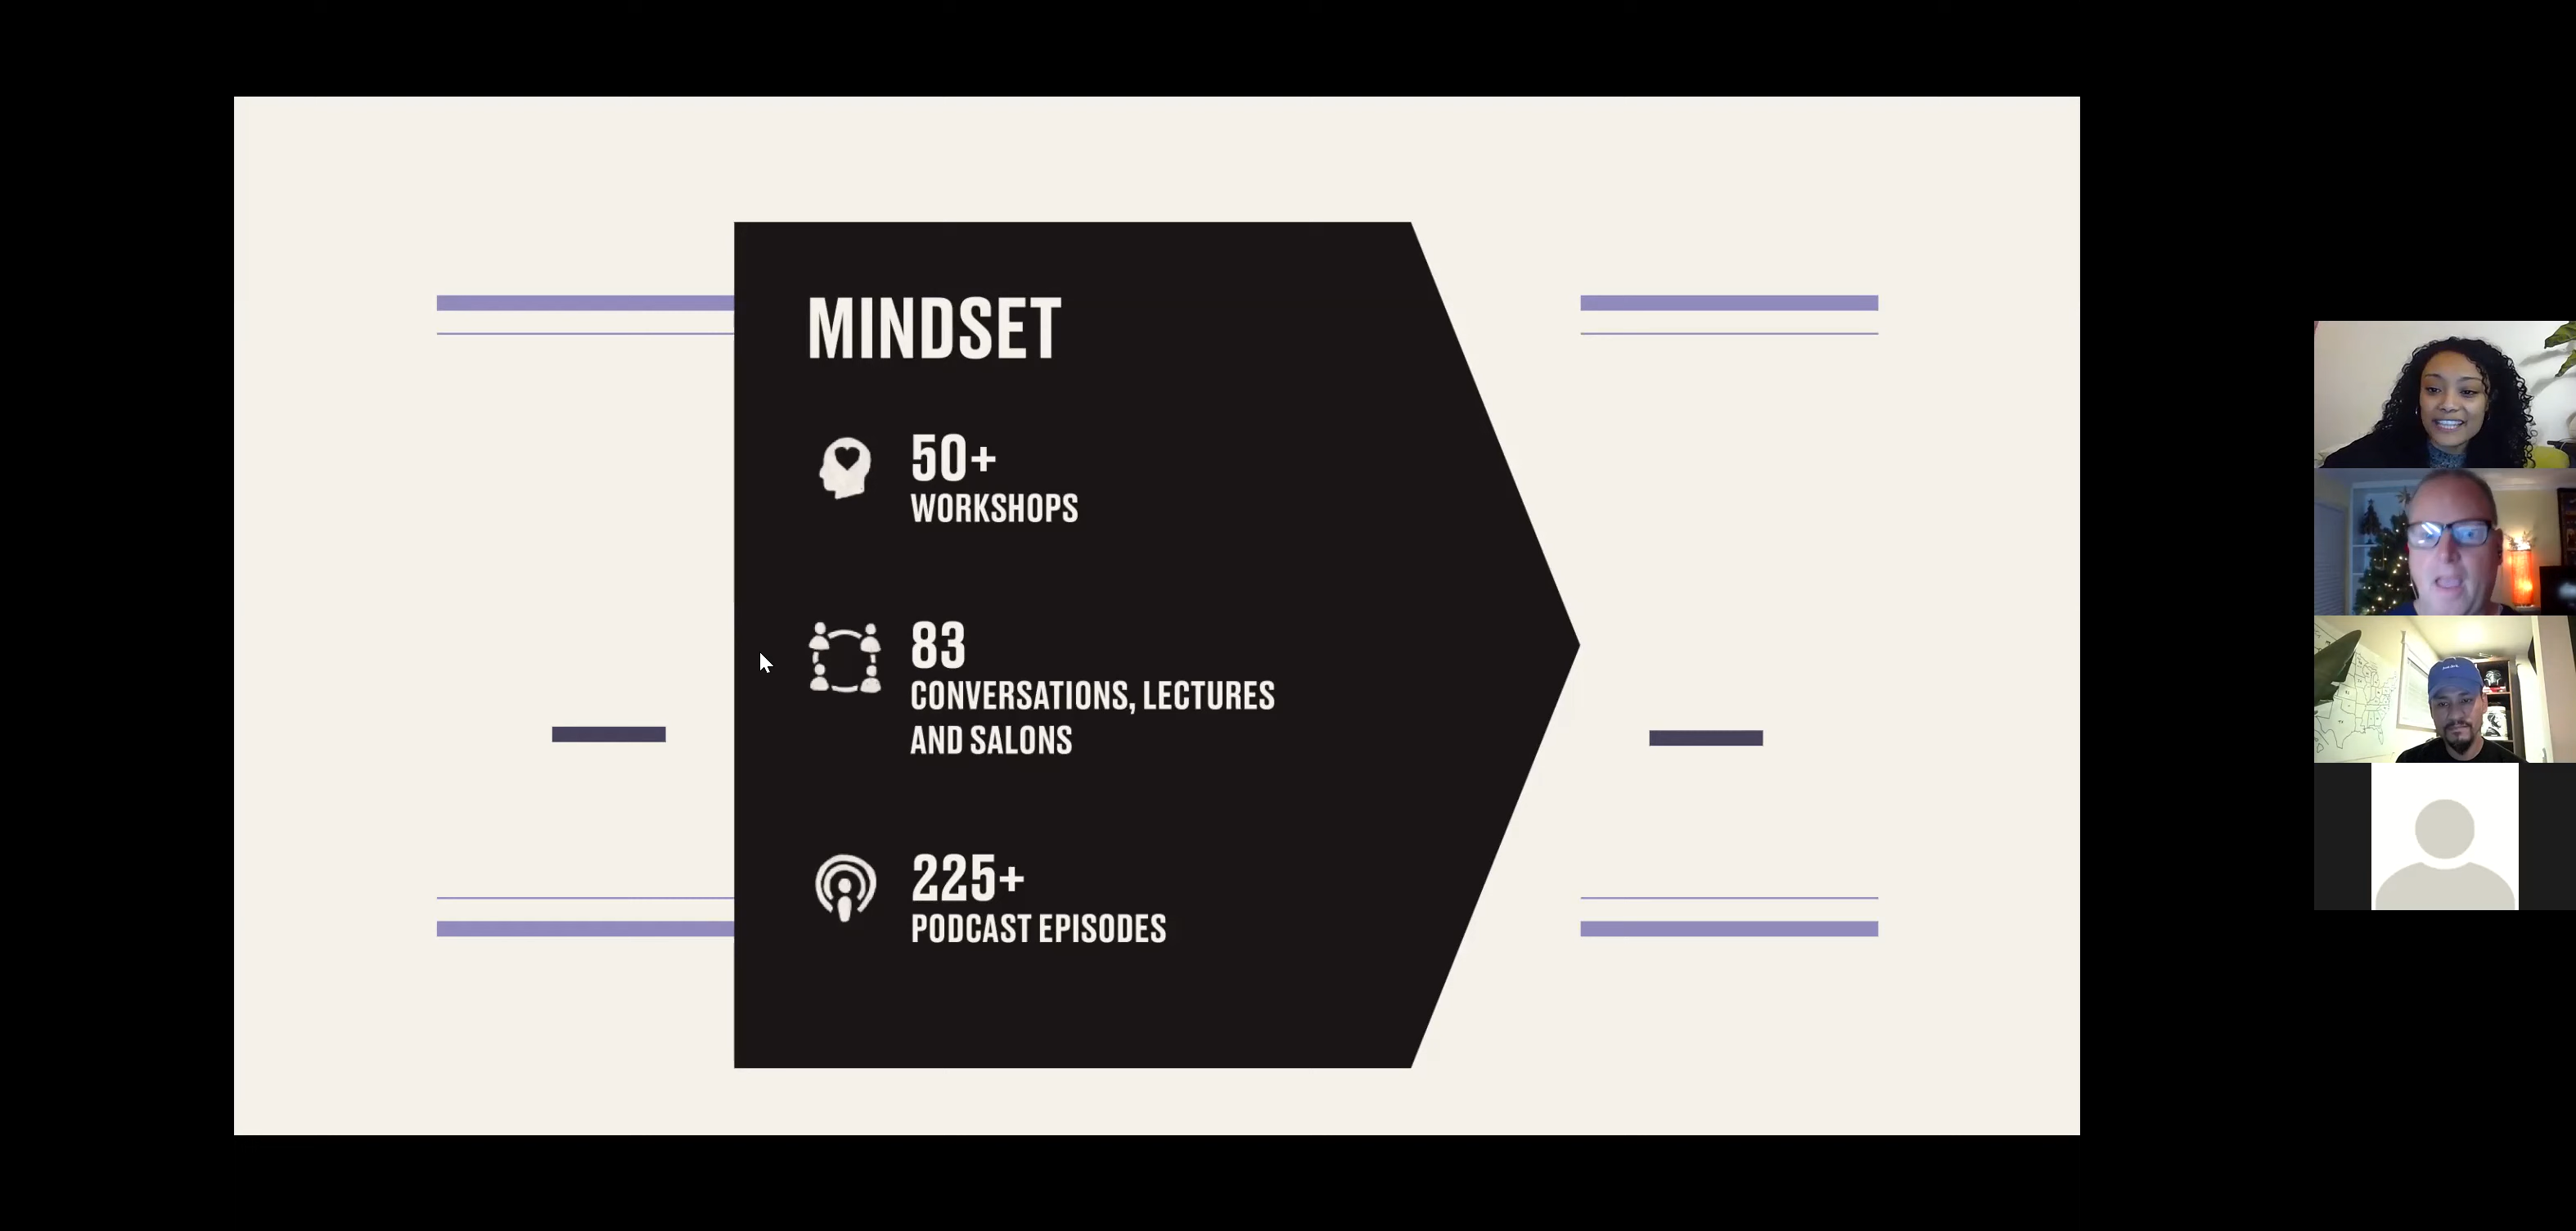 MINDSET
50+
WORKSHOPS
83
CONVERSATIONS, LECTURES
AND SALONS
225+
PODCAST EPISODES